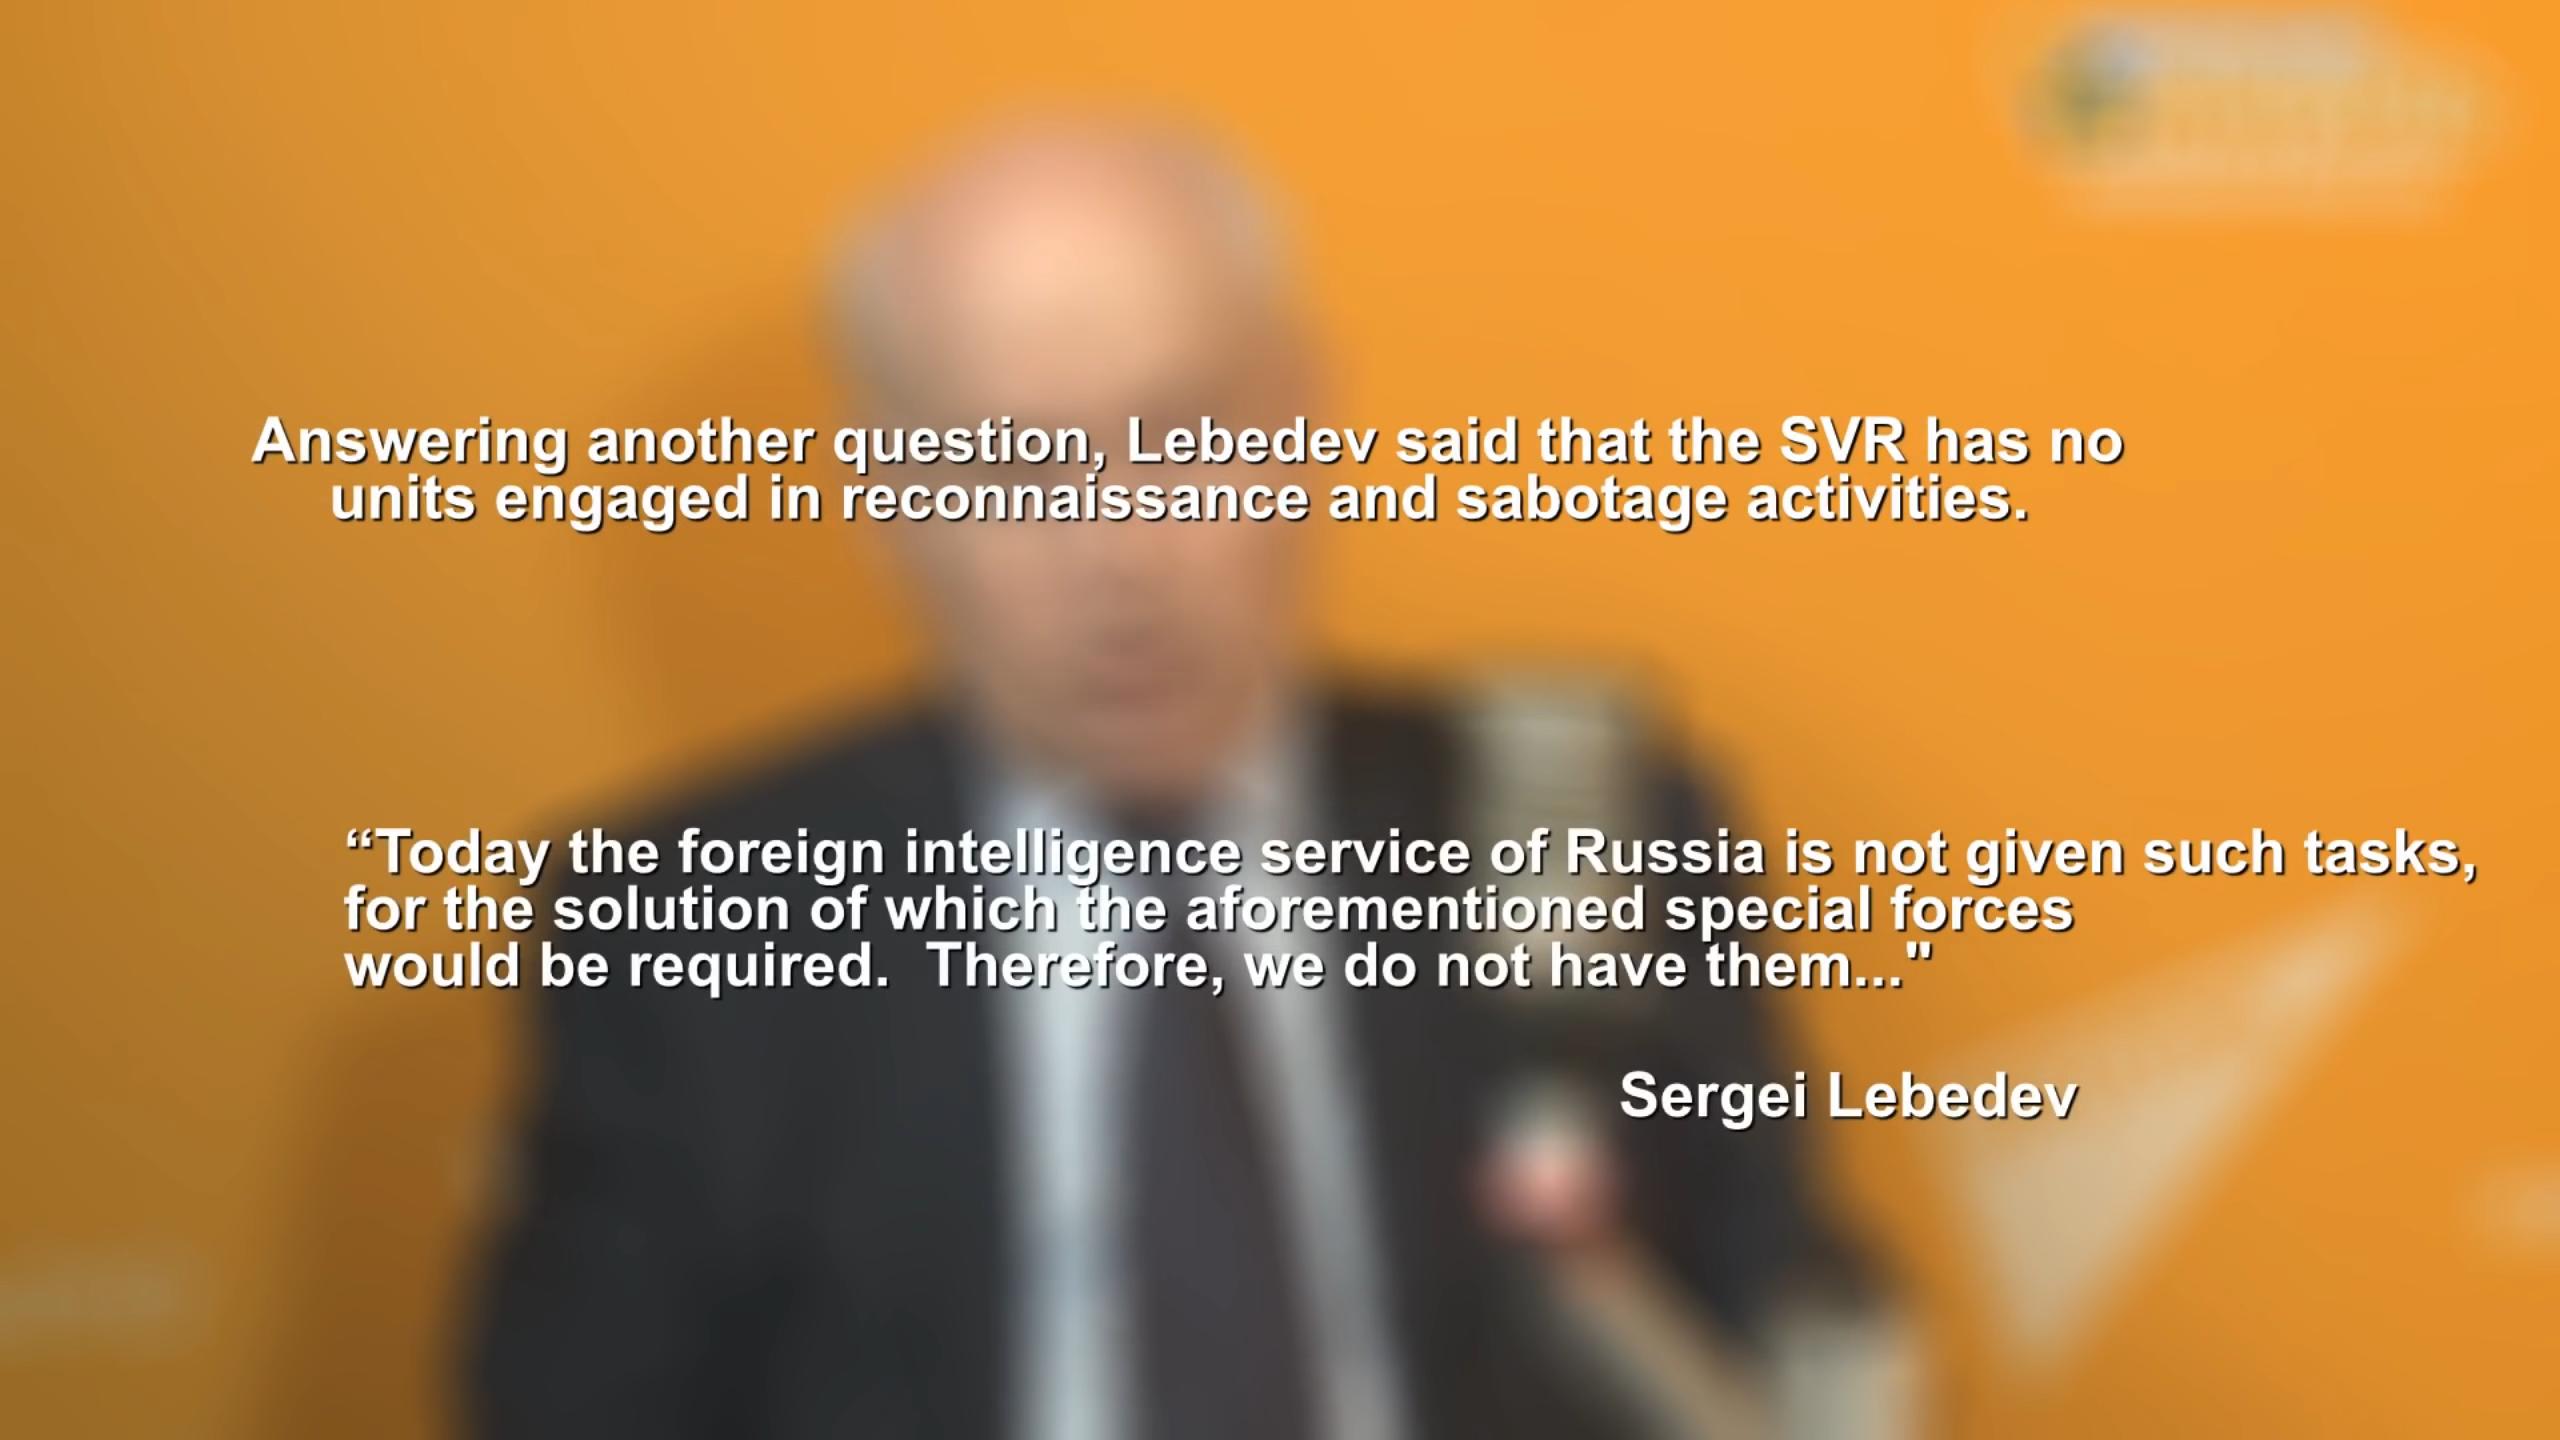 Answering another question, Lebedev said that the SVR has no
units engaged in reconnaissance and sabotage activities.
“Today the foreign intelligence service of Russia is not given such tasks,
for the solution of which the aforementioned special forces
would be required.  Therefore, we do not have them..."
Sergei Lebedev